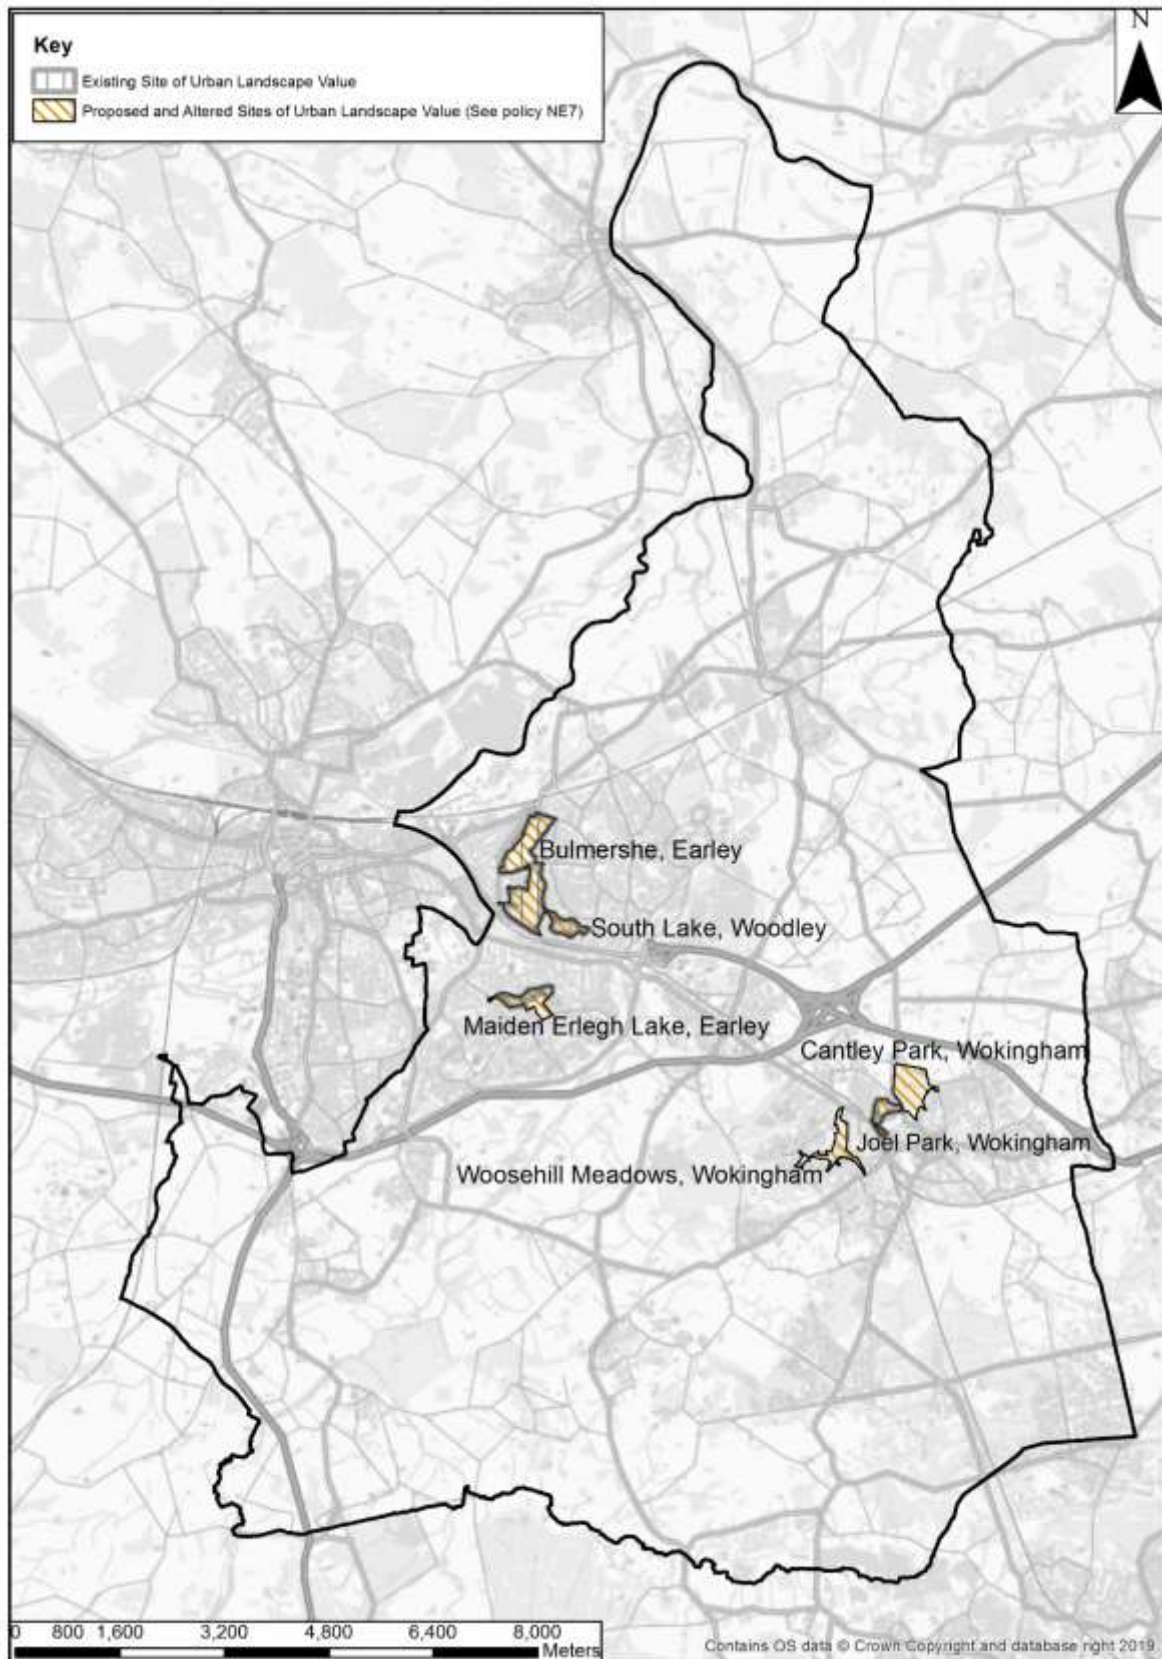 N
Key
Existing Site of Urban Landscape Value
Proposed and Altered Sites of Urban Landscape Value (See policy NE7)
Bulmershe, Earley
South Lake, Woodley
Maiden Erlegh Lake, Earley
Cantley Park, Wokingham
Joel Park, Wokingham
Woosehill Meadows, Wokingham
0 800 1,600 3,200 4,800 6,400 8,000
Meters
Contains OS data © Crown Copyright and database right 2019